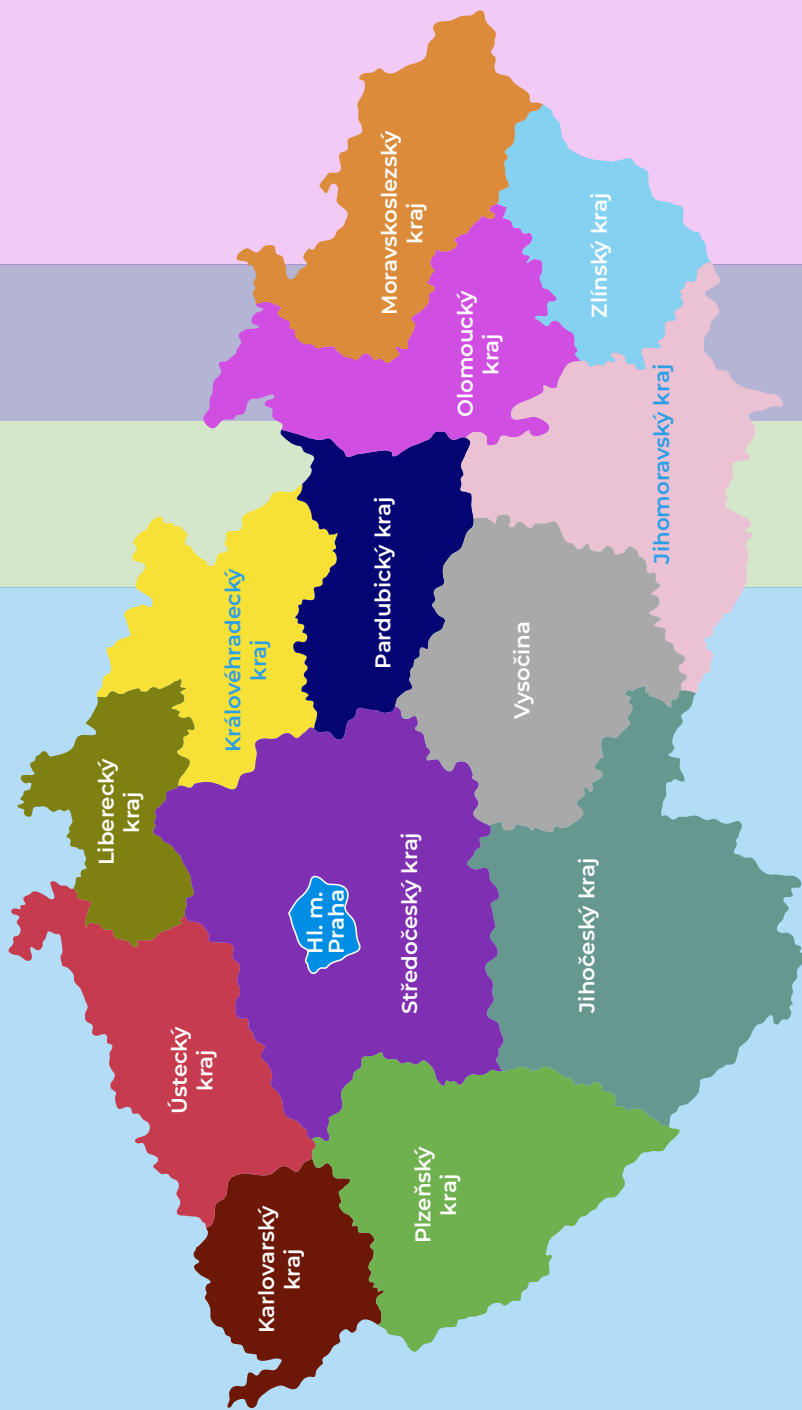 Karlovarský
kraj
Ústecký
kraj
Liberecký
kraj
Královéhradecký
kraj
Plzeňský
kraj
Hl. m.
Praha
Středočeský kraj
Pardubický kraj
Jihočeský kraj
Vysočina
Olomoucký
kraj
Moravskoslezský
kraj
Jihomoravský kraj
Zlínský kraj